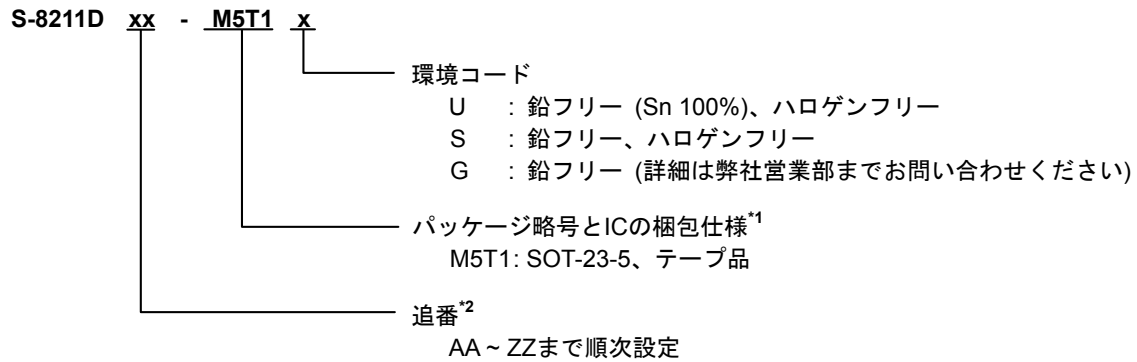 S-8211D xx - M5T1 x
環境コード
U : 鉛フリー (Sn 100%)、ハロゲンフリー
S : 鉛フリー、ハロゲンフリー
G : 鉛フリー (詳細は弊社営業部までお問い合わせください)
パッケージ略号とICの梱包仕様*1
M5T1: SOT-23-5、テープ品
追番*2
AA ~ ZZまで順次設定